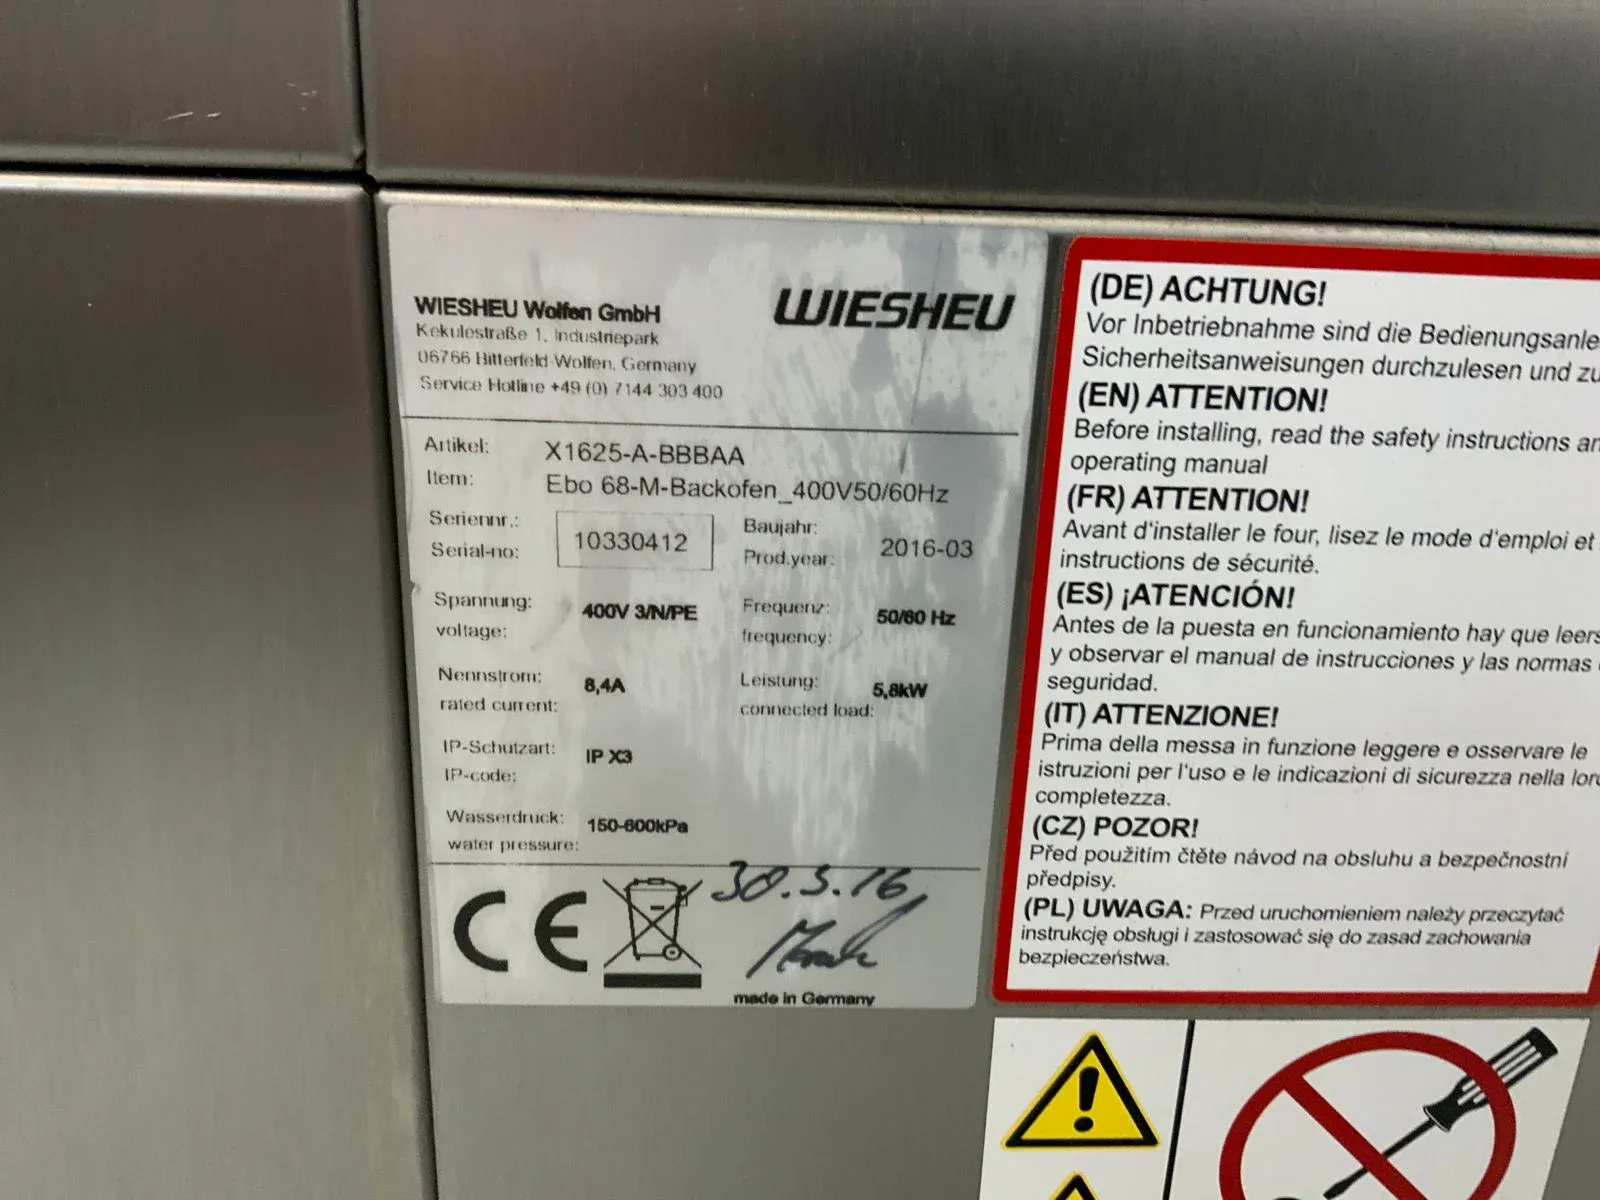 WIESHEU Wolfen GmbH
Kekulestraße 1, Industriepark
06766 Bitterfeld-Wolfen, Germany
Service Hotline +49 (0) 7144 303 400
WIESHEU
Artikel: X1625-A-BBBAA
Item: Ebo 68-M-Backofen_400V50/60Hz
Seriennr.:
Serial-no: 10330412
Baujahr:
Prod.year: 2016-03
Spannung: 400V 3/N/PE
voltage:
Frequenz: 50/60 Hz
frequency:
Nennstrom: 8,4A
rated current:
Leistung: 5,8kW
connected load:
IP-Schutzart: IP X3
IP-code:
Wasserdruck: 150-600kPa
water pressure:
CE
30.3.16
made in Germany
(DE) ACHTUNG!
Vor Inbetriebnahme sind die Bedienungsanle
Sicherheitsanweisungen durchzulesen und zu
(EN) ATTENTION!
Before installing, read the safety instructions an
operating manual
(FR) ATTENTION!
Avant d'installer le four, lisez le mode d'emploi et
instructions de sécurité.
(ES) ¡ATENCIÓN!
Antes de la puesta en funcionamiento hay que leers
y observar el manual de instrucciones y las normas
seguridad.
(IT) ATTENZIONE!
Prima della messa in funzione leggere e osservare le
istruzioni per l'uso e le indicazioni di sicurezza nella loro
completezza.
(CZ) POZOR!
Před použitím čtěte návod na obsluhu a bezpečnostní
předpisy.
(PL) UWAGA: Przed uruchomieniem należy przeczytać
instrukcję obsługi i zastosować się do zasad zachowania
bezpieczeństwa.